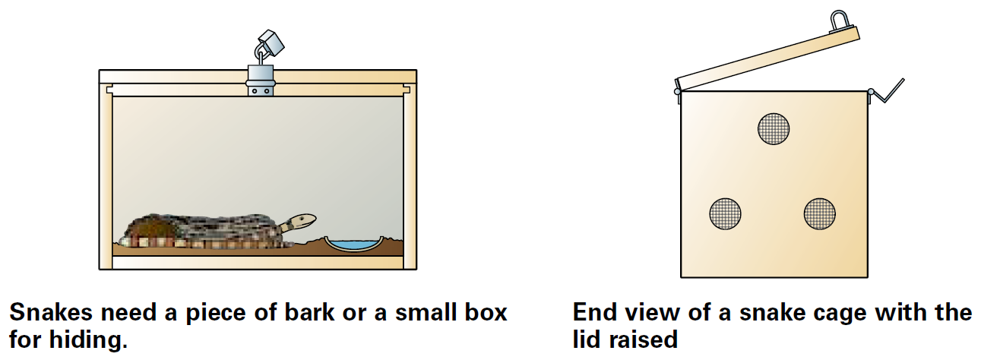 Snakes need a piece of bark or a small box
for hiding.
End view of a snake cage with the
lid raised